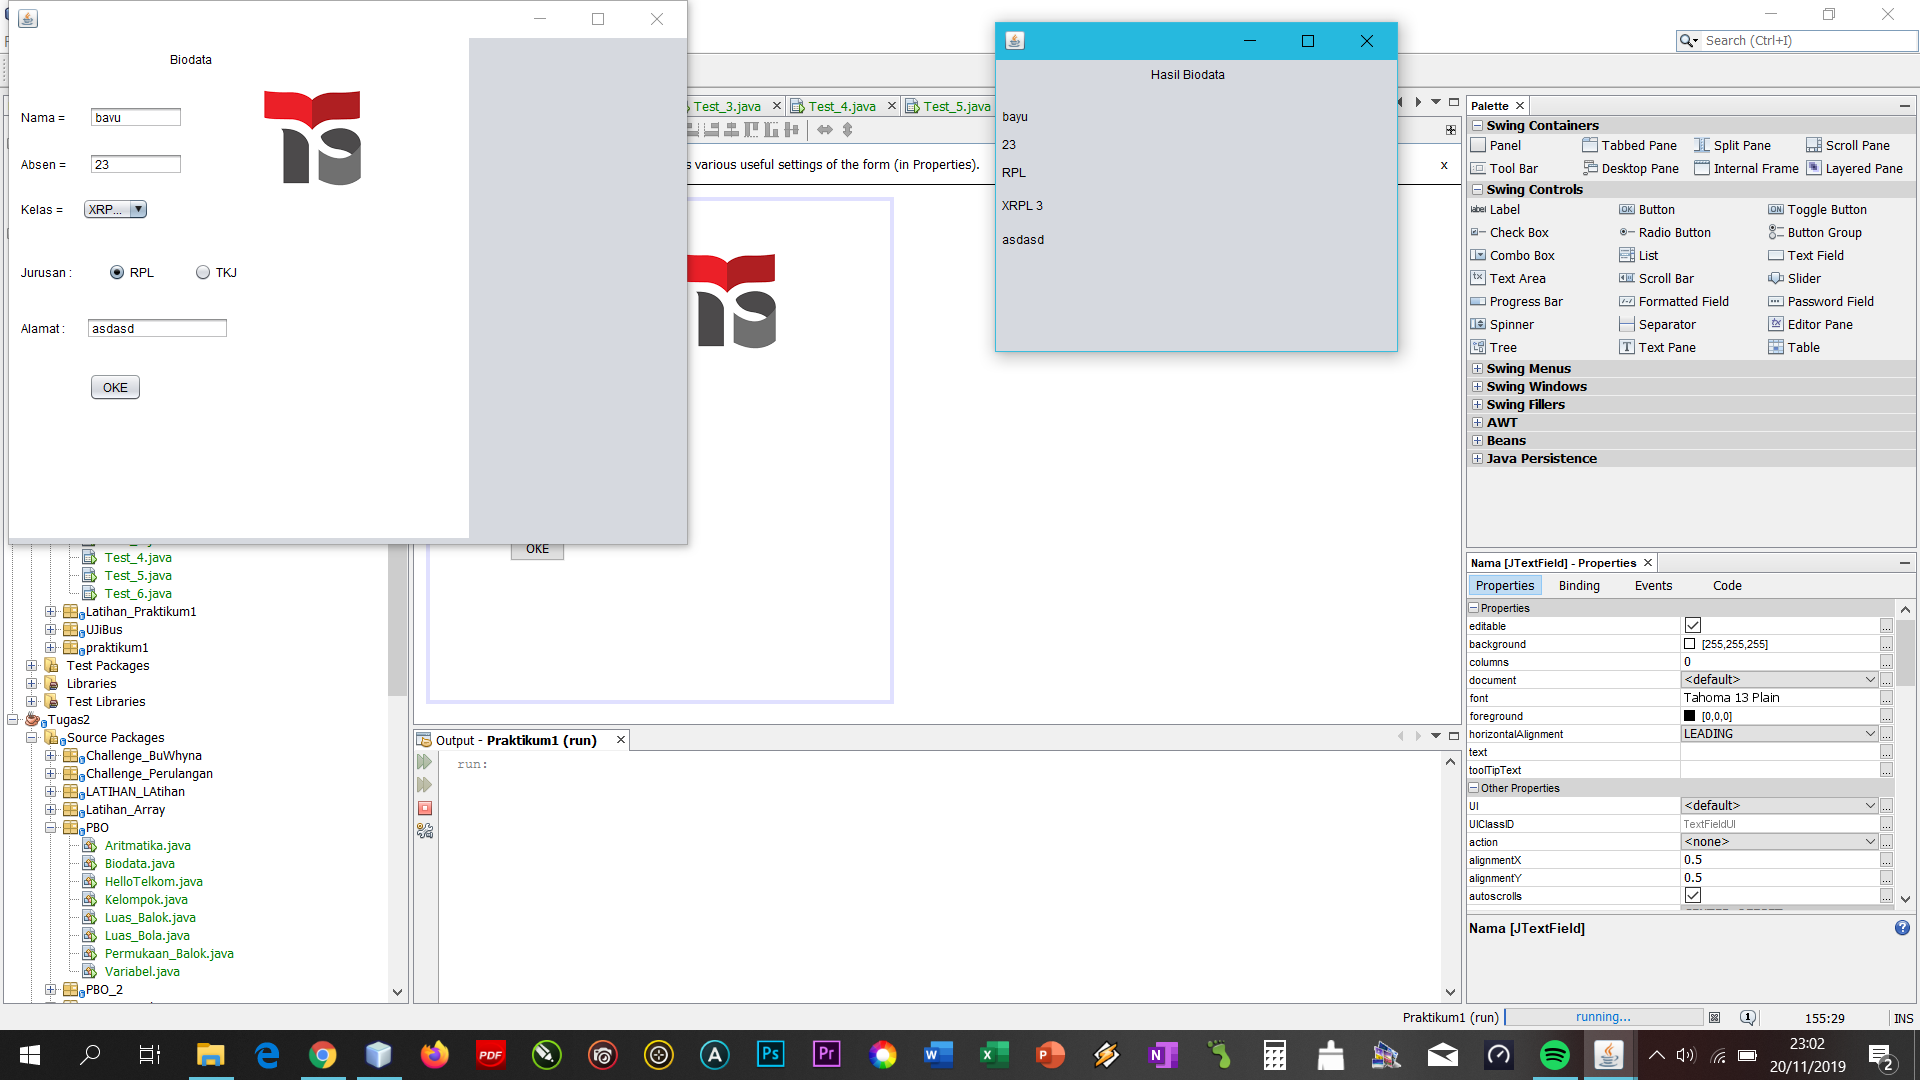 Biodata
Nama =
bayu
Absen =
23
Kelas =
XRP...
Jurusan :
RPL
TKJ
Alamat :
asdasd
OKE
Hasil Biodata
bayu
23
RPL
XRPL 3
asdasd
Search (Ctrl+I)
Test_3.java
Test_4.java
Test_5.java
s various useful settings of the form (in Properties).
x
OKE
Palette
Swing Containers
Panel
Tabbed Pane
Split Pane
Scroll Pane
Tool Bar
Desktop Pane
Internal Frame
Layered Pane
Swing Controls
label Label
OK Button
ON Toggle Button
Check Box
Radio Button
Button Group
Combo Box
List
Text Field
Text Area
Scroll Bar
Slider
Progress Bar
Formatted Field
Password Field
Spinner
Separator
Editor Pane
Tree
Text Pane
Table
Swing Menus
Swing Windows
Swing Fillers
AWT
Beans
Java Persistence
Nama [JTextField] - Properties
Properties
Binding
Events
Code
Properties
editable
background
[255,255,255]
columns
0
document
<default>
font
Tahoma 13 Plain
foreground
[0,0,0]
horizontalAlignment
LEADING
text
toolTipText
Other Properties
UI
<default>
UIClassID
TextFieldUI
action
<none>
alignmentX
0.5
alignmentY
0.5
autoscrolls
Nama [JTextField]
Test_4.java
Test_5.java
Test_6.java
Latihan_Praktikum1
UJiBus
praktikum1
Test Packages
Libraries
Test Libraries
Tugas2
Source Packages
Challenge_BuWhyna
Challenge_Perulangan
LATIHAN_LAtihan
Latihan_Array
PBO
Aritmatika.java
Biodata.java
HelloTelkom.java
Kelompok.java
Luas_Balok.java
Luas_Bola.java
Permukaan_Balok.java
Variabel.java
PBO_2
Output - Praktikum1 (run)
run:
Praktikum1 (run)
running...
155:29
INS
PDF
Ps
Pr
23:02
20/11/2019
2